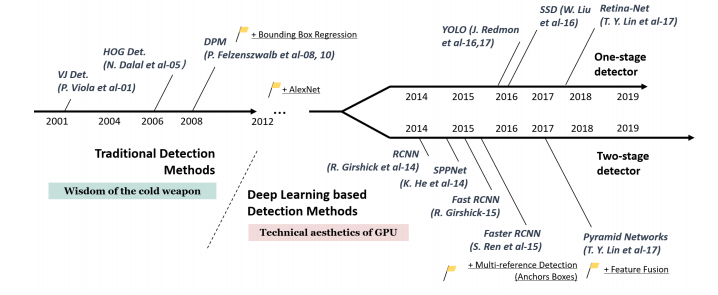 + Bounding Box Regression
DPM
(P. Felzenszwalb et al-08, 10)
HOG Det.
(N. Dalal et al-05)
VJ Det.
(P. Viola et al-01)
+ AlexNet
YOLO (J. Redmon
et al-16,17)
SSD (W. Liu
et al-16)
Retina-Net
(T. Y. Lin et al-17)
One-stage
detector
2001 2004 2006 2008 2012 ...
2014 2015 2016 2017 2018 2019
2014 2015 2016 2017 2018 2019
Two-stage
detector
Traditional Detection
Methods
Wisdom of the cold weapon
Deep Learning based
Detection Methods
Technical aesthetics of GPU
RCNN
(R. Girshick et al-14)
SPPNet
(K. He et al-14)
Fast RCNN
(R. Girshick-15)
Faster RCNN
(S. Ren et al-15)
Pyramid Networks
(T. Y. Lin et al-17)
+ Multi-reference Detection
(Anchors Boxes)
+ Feature Fusion